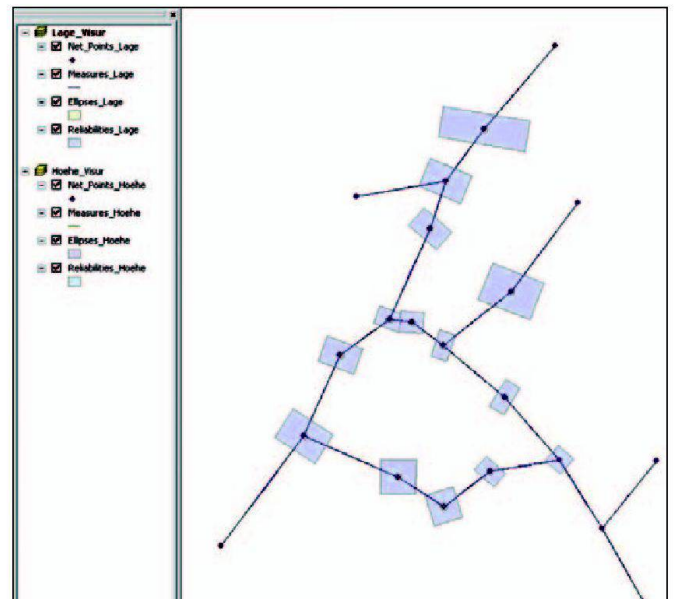 Lage_Visur
Net_Points_Lage
Measures_Lage
Ellipses_Lage
Reliabilities_Lage
Hoehe_Visur
Net_Points_Hoehe
Measures_Hoehe
Ellipses_Hoehe
Reliabilities_Hoehe